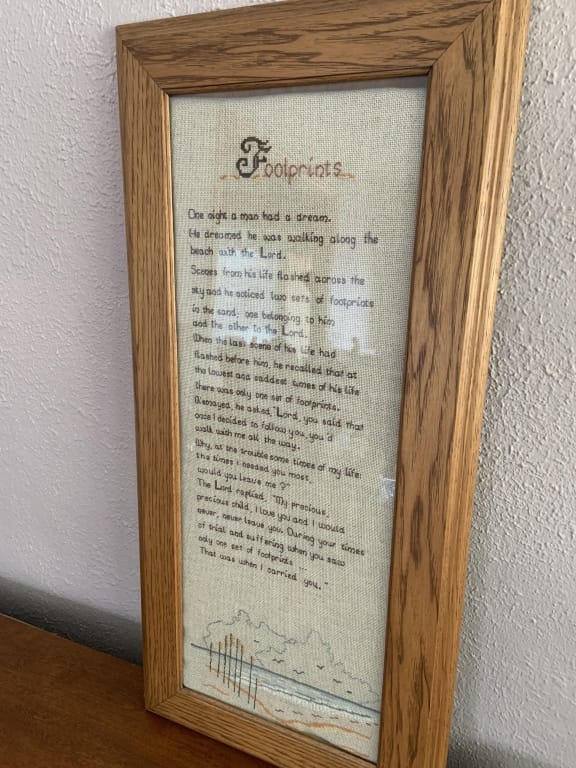 Footprints
One night a man had a dream.
He dreamed he was walking along the
beach with the Lord.
Scenes from his life flashed across the
sky and he noticed two sets of footprints
in the sand; one belonging to him
and the other to the Lord.
When the last scene of his life had
flashed before him, he recalled that at
the lowest and saddest times of his life
there was only one set of footprints.
Dismayed, he asked, "Lord, you said that
once I decided to follow you, you'd
walk with me all the way.
Why, at the troublesome times of my life:
the times I needed you most,
would you leave me?"
The Lord replied, "My precious,
precious child, I love you and I would
never, never leave you. During your times
of trial and suffering when you saw
only one set of footprints...
That was when I carried you."